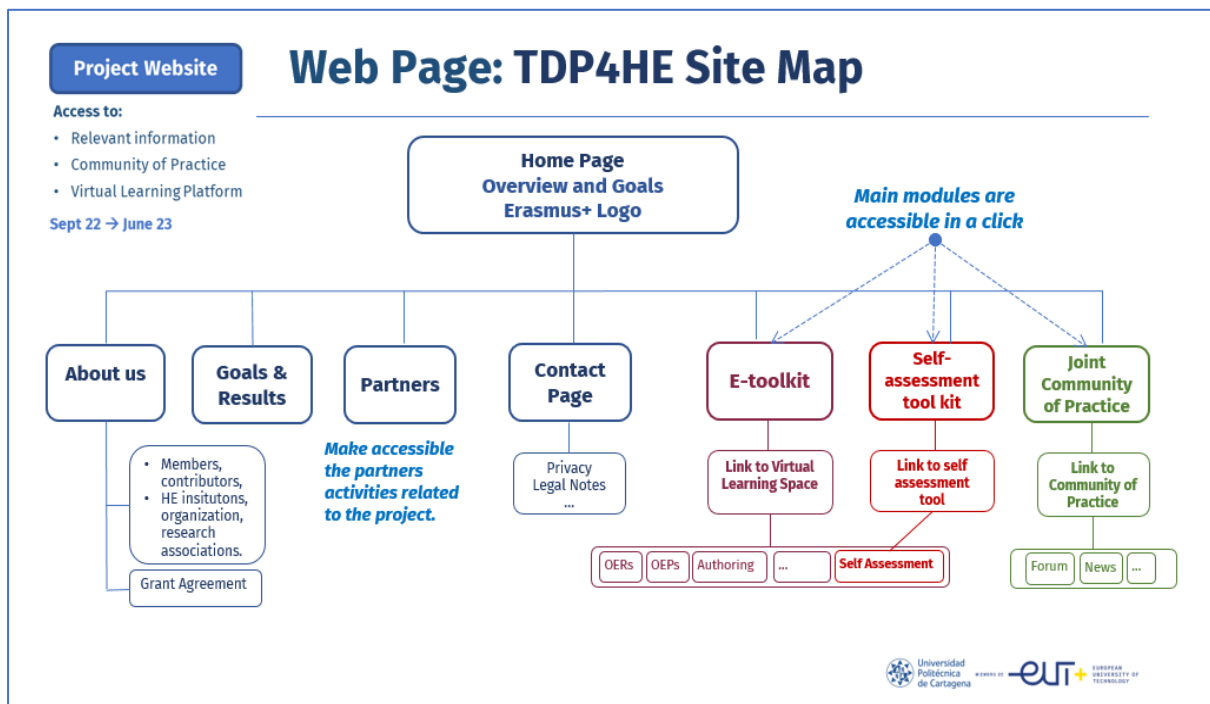 Project Website
Web Page: TDP4HE Site Map
Access to:
• Relevant information
• Community of Practice
• Virtual Learning Platform
Sept 22 → June 23
Home Page
Overview and Goals
Erasmus+ Logo
Main modules are
accessible in a click
About us
Goals &
Results
Partners
Contact
Page
E-toolkit
Self-
assessment
tool kit
Joint
Community
of Practice
• Members,
contributors,
• HE insitutons,
organization,
research
associations.
Grant Agreement
Make accessible
the partners
activities related
to the project.
Privacy
Legal Notes
...
Link to Virtual
Learning Space
Link to self
assessment
tool
Link to
Community of
Practice
OERs
OEPs
Authoring
...
Self Assessment
Forum
News
...
Universidad
Politécnica
de Cartagena
MEMBERS DE
EUT+
EUROPEAN
UNIVERSITY OF
TECHNOLOGY